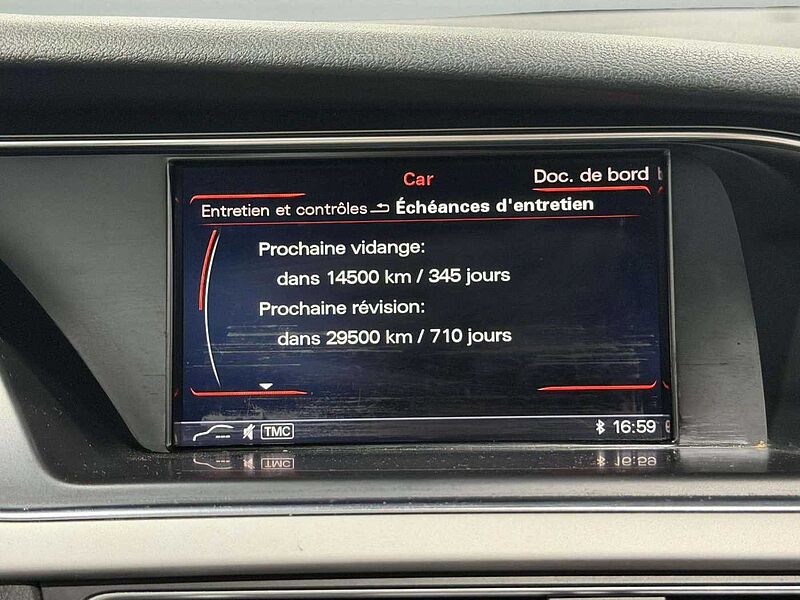 Car
Doc. de bord
Entretien et contrôles Échéances d'entretien
Prochaine vidange:
dans 14500 km / 345 jours
Prochaine révision:
dans 29500 km / 710 jours
TMC
16:59